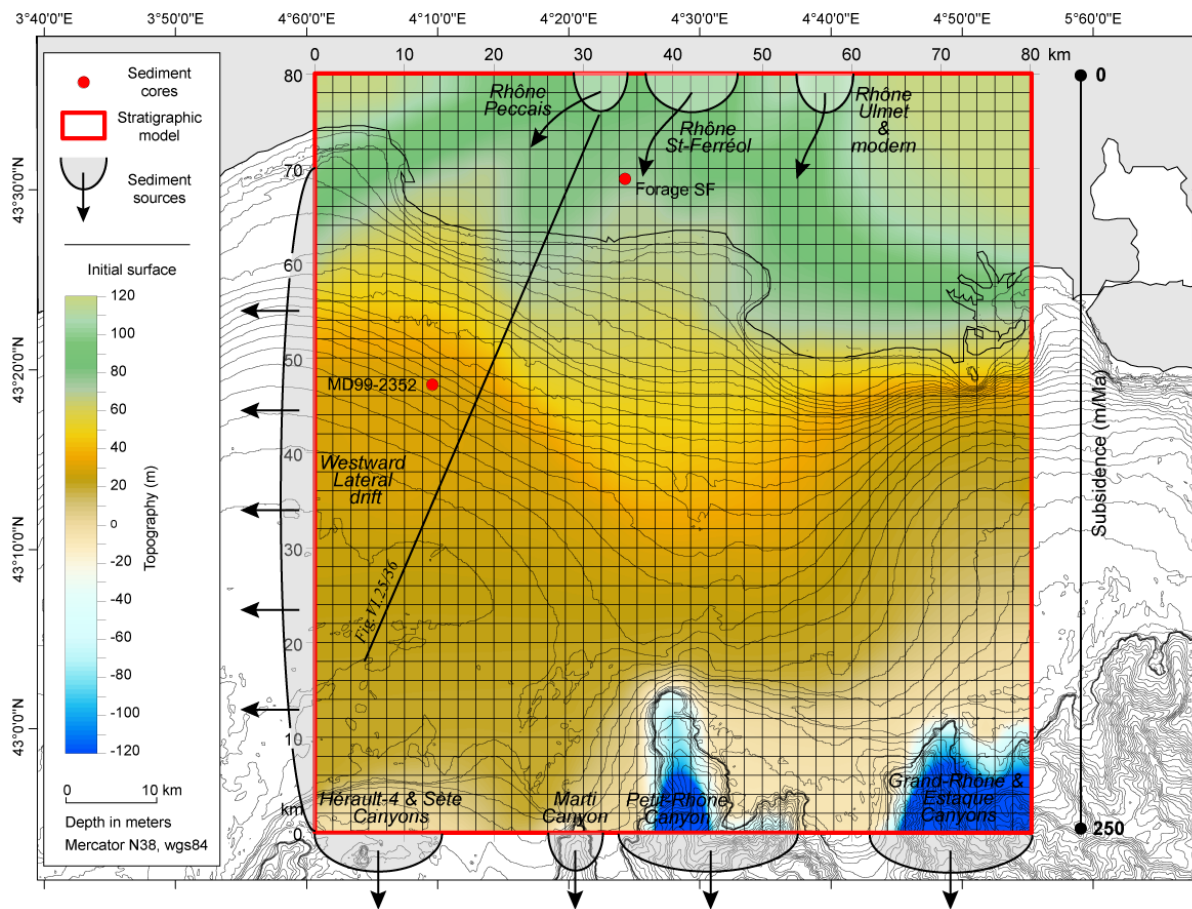 3°40'0"E 3°50'0"E 4°60'0"E 4°10'0"E 4°20'0"E 4°30'0"E 4°40'0"E 4°50'0"E 5°60'0"E
0 10 20 30 40 50 60 70 80 km
80
70
60
50
40
30
20
10
km
0
43°30'0"N
43°20'0"N
43°10'0"N
43°0'0"N
Sediment
cores
Stratigraphic
model
Sediment
sources
Initial surface
120
100
80
60
40
20
0
-20
-40
-60
-80
-100
-120
Topography (m)
0 10 km
Depth in meters
Mercator N38, wgs84
Rhône
Peccais
Rhône
St-Ferréol
Rhône
Ulmet
&
modern
Forage SF
MD99-2352
Westward
Lateral
drift
Fig.VI.25/36
Hérault-4 & Sète
Canyons
Marti
Canyon
Petit-Rhône
Canyon
Grand-Rhône &
Estaque
Canyons
0
Subsidence (m/Ma)
250